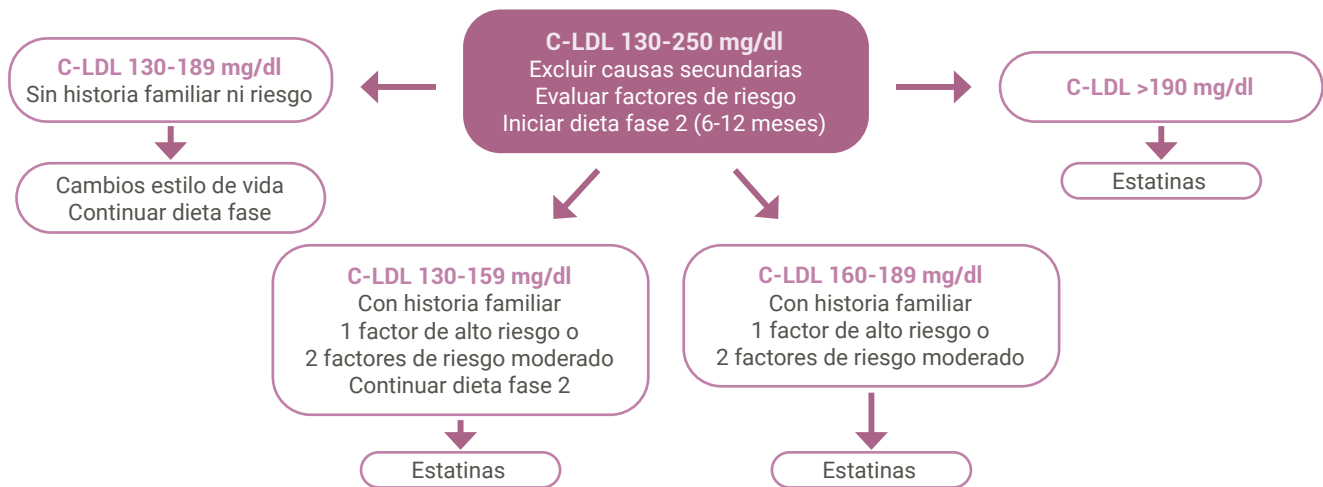 C-LDL 130-250 mg/dl
Excluir causas secundarias
Evaluar factores de riesgo
Iniciar dieta fase 2 (6-12 meses)
C-LDL 130-189 mg/dl
Sin historia familiar ni riesgo
Cambios estilo de vida
Continuar dieta fase
C-LDL >190 mg/dl
Estatinas
C-LDL 130-159 mg/dl
Con historia familiar
1 factor de alto riesgo o
2 factores de riesgo moderado
Continuar dieta fase 2
Estatinas
C-LDL 160-189 mg/dl
Con historia familiar
1 factor de alto riesgo o
2 factores de riesgo moderado
Estatinas